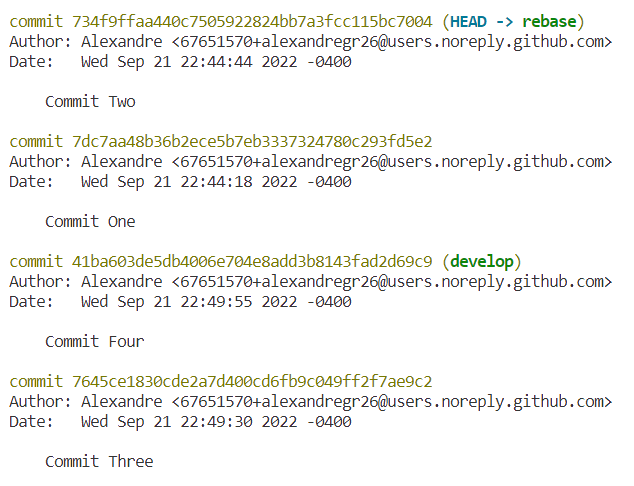 commit 734f9ffaa440c7505922824bb7a3fcc115bc7004 (HEAD -> rebase)
Author: Alexandre <67651570+alexandregr26@users.noreply.github.com>
Date:   Wed Sep 21 22:44:44 2022 -0400
Commit Two
commit 7dc7aa48b36b2ece5b7eb3337324780c293fd5e2
Author: Alexandre <67651570+alexandregr26@users.noreply.github.com>
Date:   Wed Sep 21 22:44:18 2022 -0400
Commit One
commit 41ba603de5db4006e704e8add3b8143fad2d69c9 (develop)
Author: Alexandre <67651570+alexandregr26@users.noreply.github.com>
Date:   Wed Sep 21 22:49:55 2022 -0400
Commit Four
commit 7645ce1830cde2a7d400cd6fb9c049ff2f7ae9c2
Author: Alexandre <67651570+alexandregr26@users.noreply.github.com>
Date:   Wed Sep 21 22:49:30 2022 -0400
Commit Three